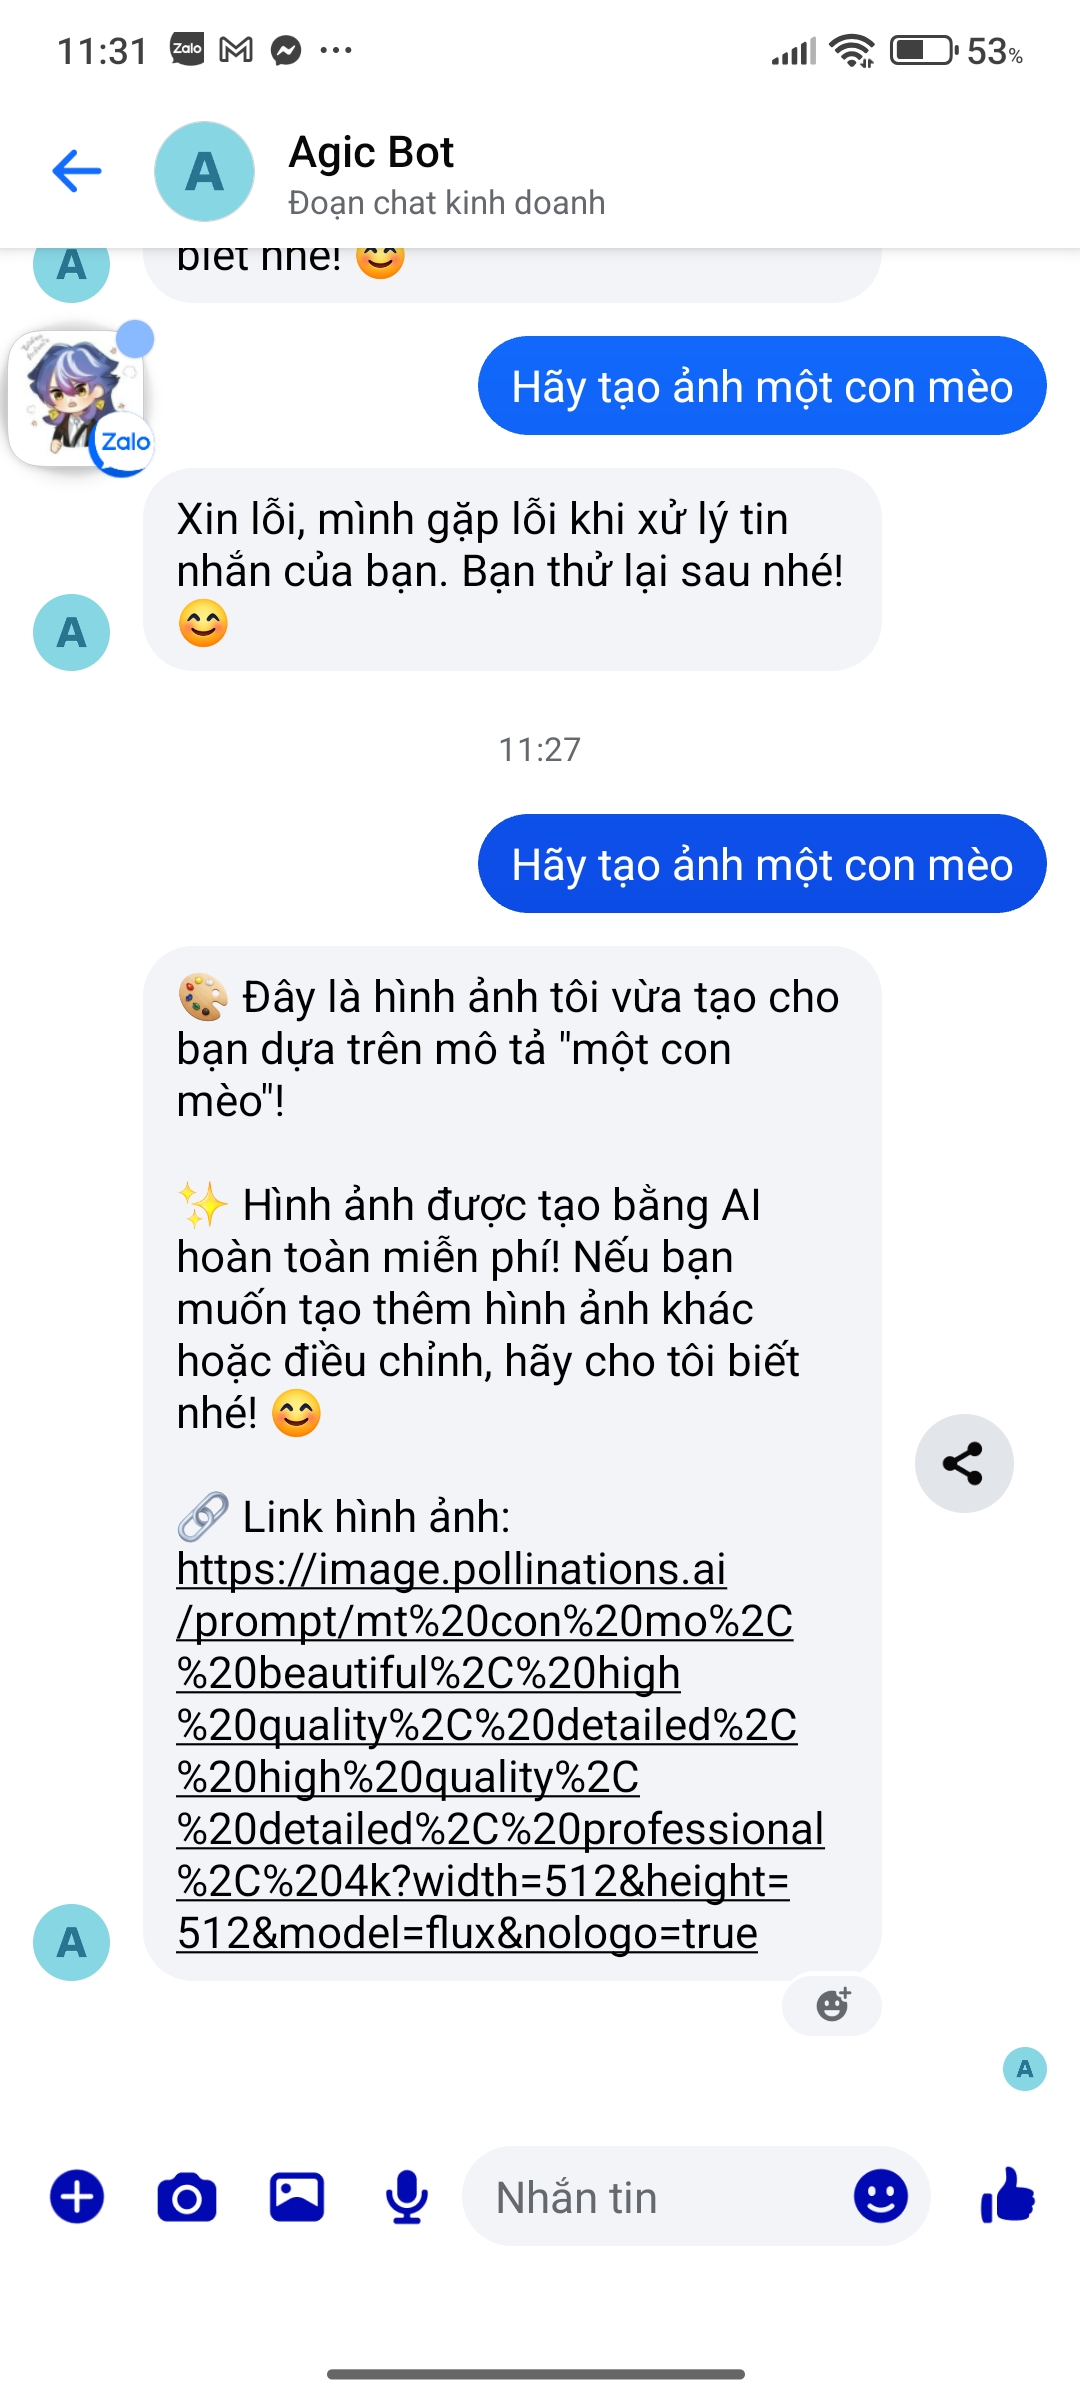 11:31 Zalo 53%
A Agic Bot
Đoạn chat kinh doanh
A biết nhé! 😊
Hãy tạo ảnh một con mèo
Zalo
Xin lỗi, mình gặp lỗi khi xử lý tin
nhắn của bạn. Bạn thử lại sau nhé!
😊
A
11:27
Hãy tạo ảnh một con mèo
🎨 Đây là hình ảnh tôi vừa tạo cho
bạn dựa trên mô tả "một con
mèo"!
✨ Hình ảnh được tạo bằng AI
hoàn toàn miễn phí! Nếu bạn
muốn tạo thêm hình ảnh khác
hoặc điều chỉnh, hãy cho tôi biết
nhé! 😊
🔗 Link hình ảnh:
https://image.pollinations.ai
/prompt/mt%20con%20mo%2C
%20beautiful%2C%20high
%20quality%2C%20detailed%2C
%20high%20quality%2C
%20detailed%2C%20professional
%2C%204k?width=512&height=
512&model=flux&nologo=true
A
A
Nhắn tin